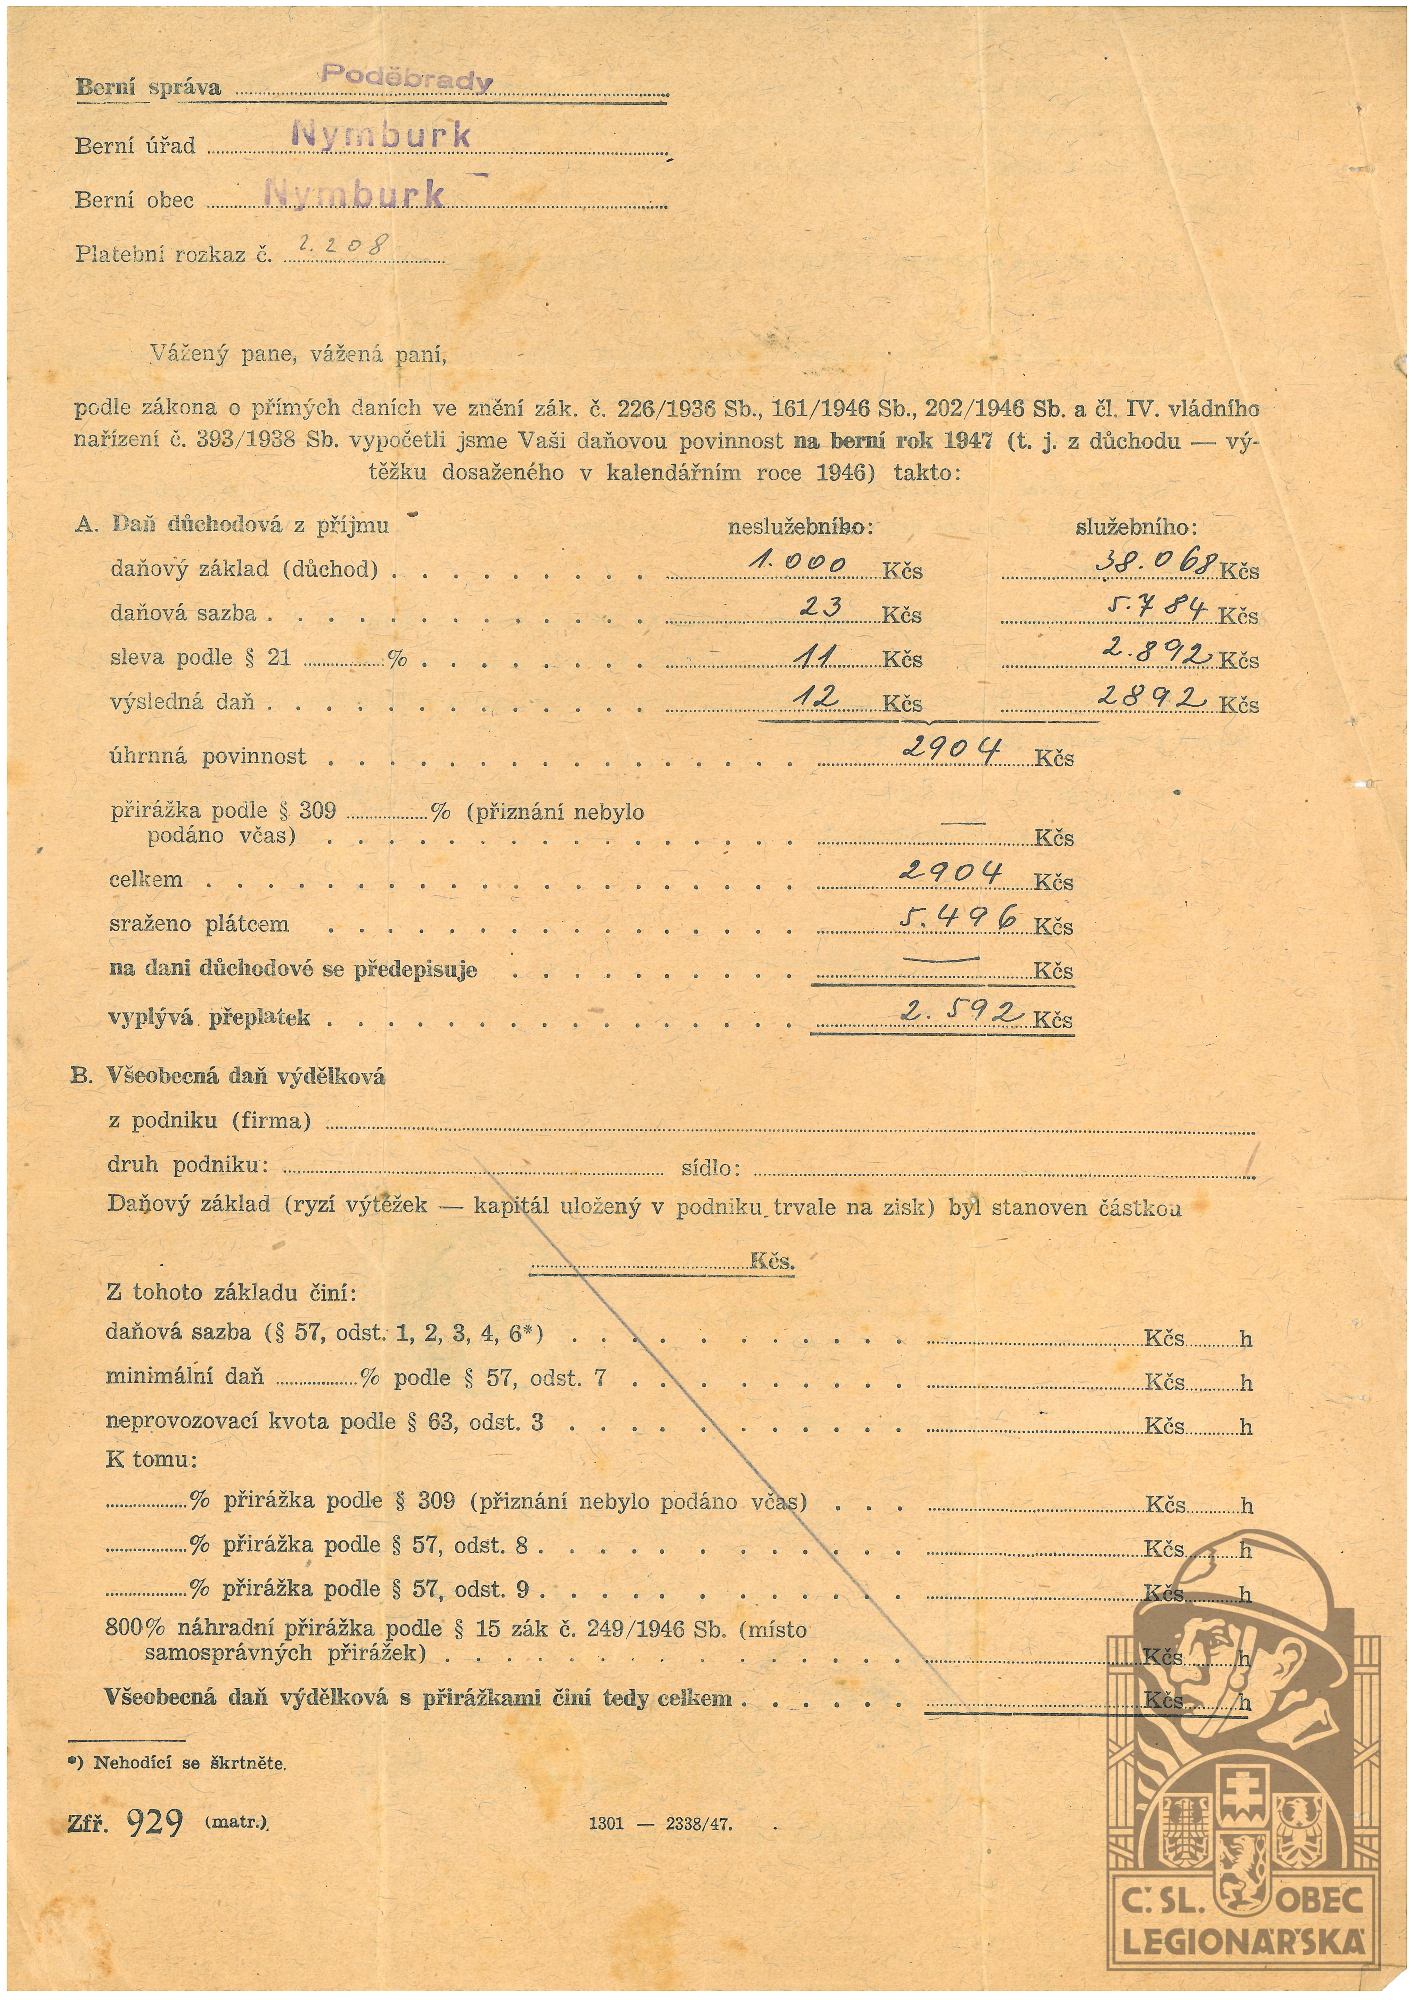 Berní správa Poděbrady
Berní úřad Nymburk
Berní obec Nymburk
Platební rozkaz č. 2.208
Vážený pane, vážená paní,
podle zákona o přímých daních ve znění zák. č. 226/1936 Sb., 161/1946 Sb., 202/1946 Sb. a čl. IV. vládního
nařízení č. 393/1938 Sb. vypočetli jsme Vaši daňovou povinnost na berní rok 1947 (t. j. z důchodu — vý-
těžku dosaženého v kalendářním roce 1946) takto:
A. Daň důchodová z příjmu neslužebního: služebního:
daňový základ (důchod) 1.000 Kčs 38.068 Kčs
daňová sazba 23 Kčs 5.784 Kčs
sleva podle § 21 % 11 Kčs 2.892 Kčs
výsledná daň 12 Kčs 2892 Kčs
úhrnná povinnost 2904 Kčs
přirážka podle § 309 % (přiznání nebylo
podáno včas) — Kčs
celkem 2904 Kčs
sraženo plátcem 5.496 Kčs
na dani důchodové se předepisuje — Kčs
vyplývá přeplatek 2.592 Kčs
B. Všeobecná daň výdělková
z podniku (firma)
druh podniku: sídlo:
Daňový základ (ryzí výtěžek — kapitál uložený v podniku trvale na zisk) byl stanoven částkou
Kčs.
Z tohoto základu činí:
daňová sazba (§ 57, odst. 1, 2, 3, 4, 6*) Kčs h
minimální daň % podle § 57, odst. 7 Kčs h
neprovozovací kvota podle § 63, odst. 3 Kčs h
K tomu:
% přirážka podle § 309 (přiznání nebylo podáno včas) Kčs h
% přirážka podle § 57, odst. 8 Kčs h
% přirážka podle § 57, odst. 9 Kčs h
800% náhradní přirážka podle § 15 zák č. 249/1946 Sb. (místo
samosprávných přirážek) Kčs h
Všeobecná daň výdělková s přirážkami činí tedy celkem Kčs h
*) Nehodící se škrtněte.
Zfř. 929 (matr.) 1301 — 2338/47.
Č. SL. OBEC
LEGIONÁŘSKÁ